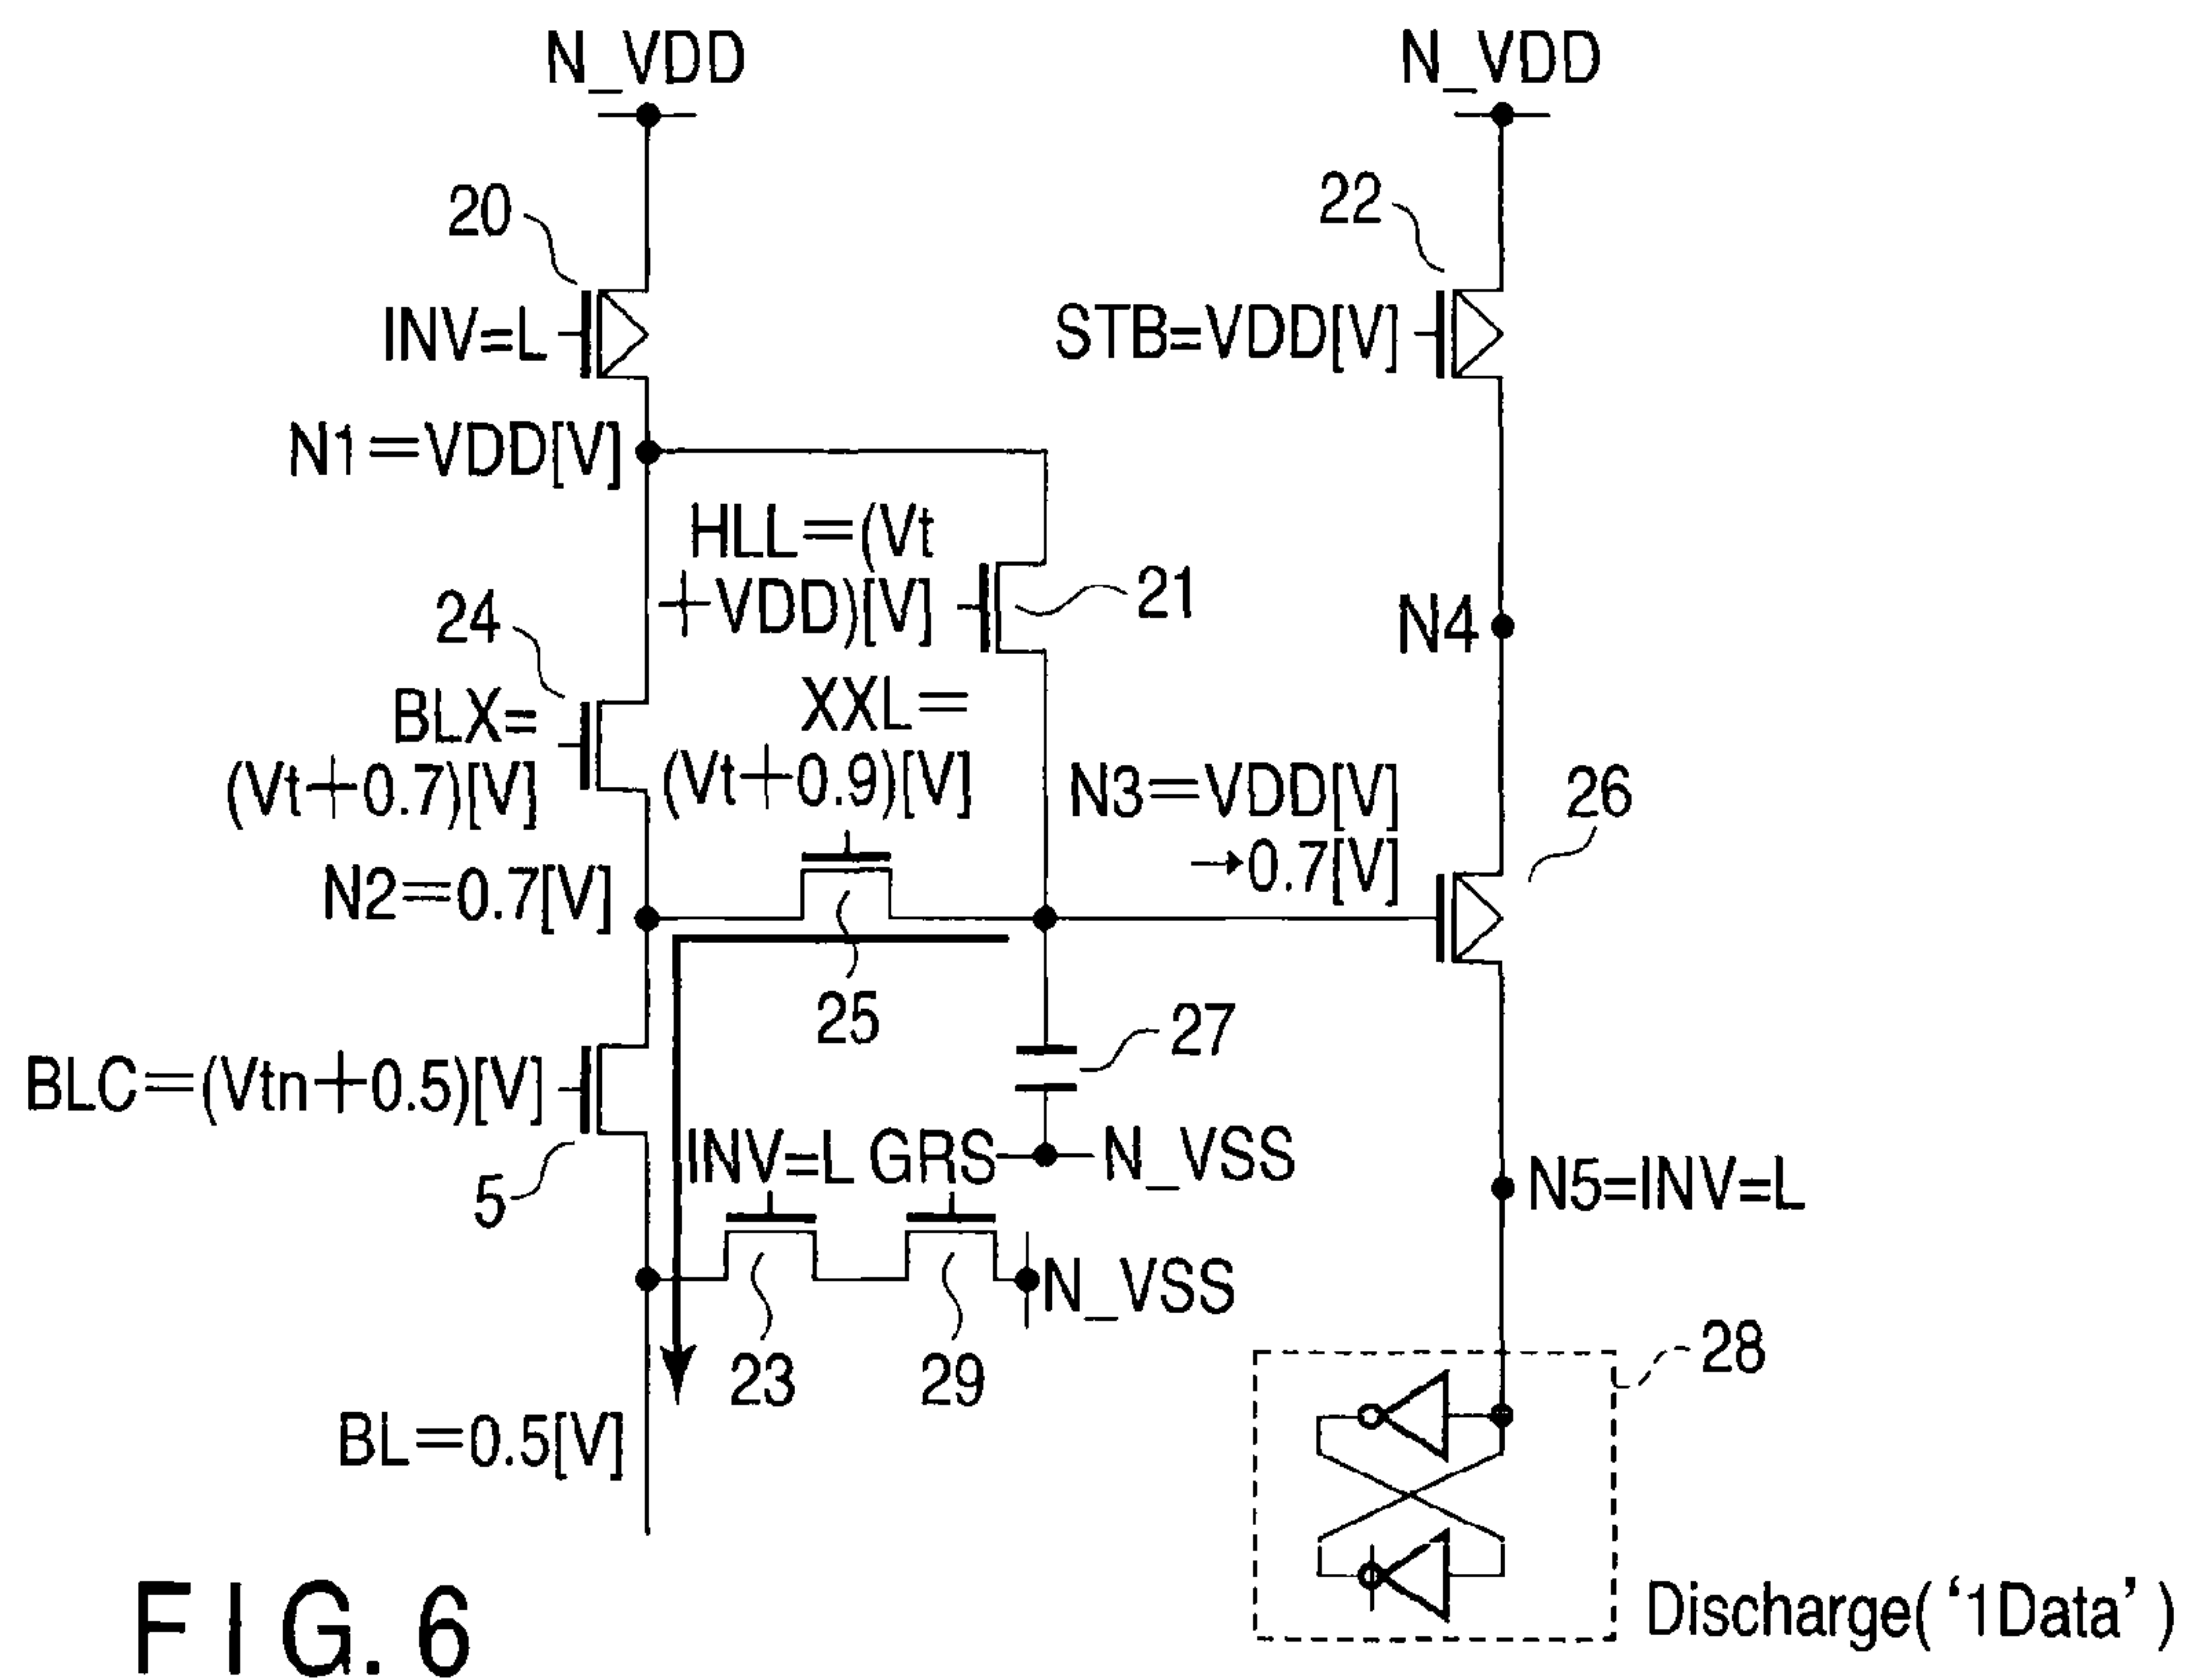 N_VDD
N_VDD
20
22
INV=L
STB=VDD[V]
N1=VDD[V]
HLL=(Vt
+VDD)[V]
21
24
N4
BLX=
(Vt+0.7)[V]
XXL=
(Vt+0.9)[V]
N3=VDD[V]
→0.7[V]
26
N2=0.7[V]
25
27
BLC=(Vtn+0.5)[V]
5
INV=L
GRS
N_VSS
N5=INV=L
N_VSS
23
29
28
BL=0.5[V]
Discharge(‘1Data’)
FIG. 6